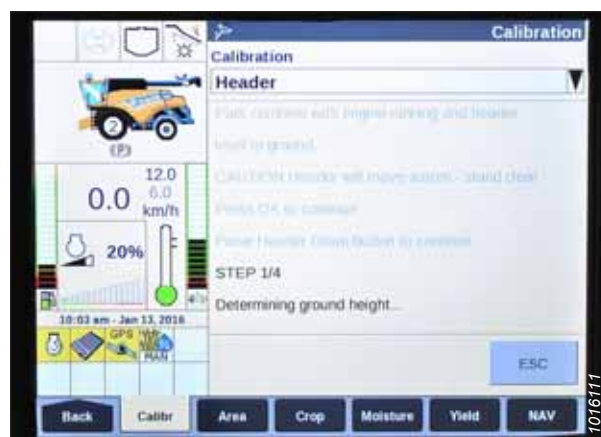 Calibration
Calibration
Header
Park combine with engine running and header
level to ground.
CAUTION Header will move autom. - stand clear
Press OK to continue
Press Header Down Button to continue
STEP 1/4
Determining ground height...
2
(P)
12.0
0.0
6.0
km/h
20%
10:03 am - Jan 13, 2016
GPS
MAN
ESC
Back
Calibr
Area
Crop
Moisture
Yield
NAV
1016111